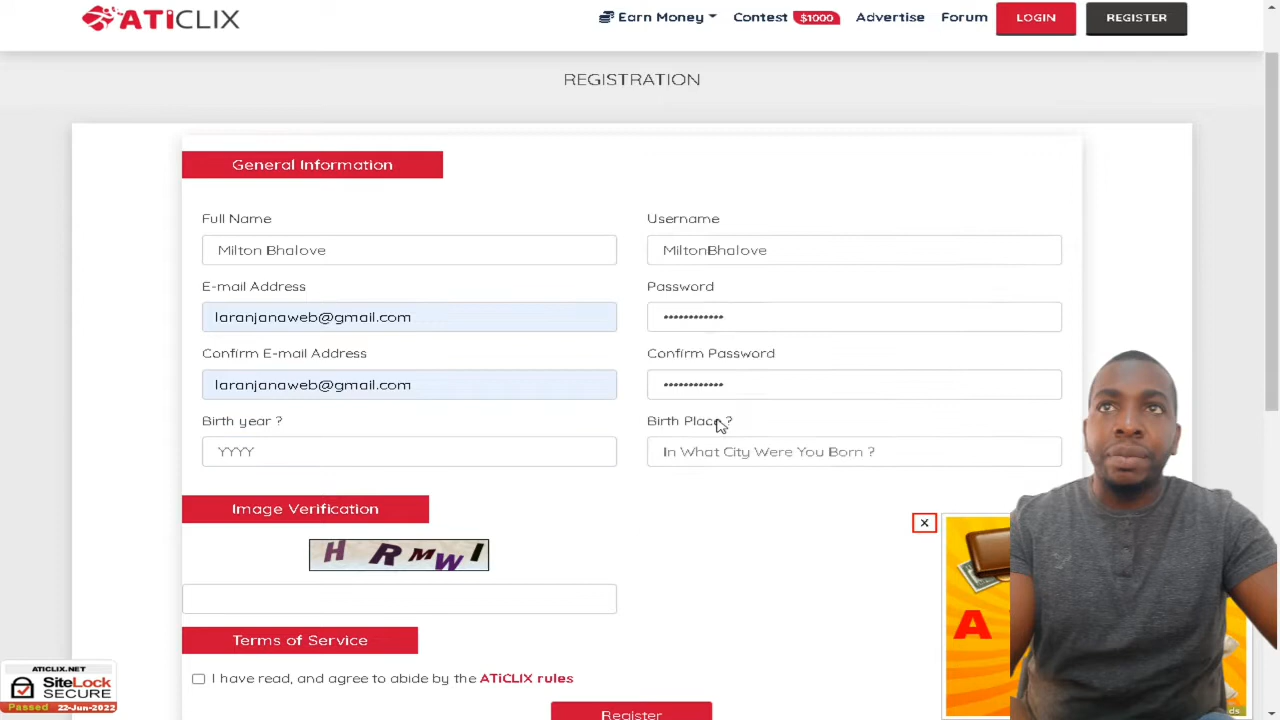 ATiCLIX
Earn Money Contest $1000 Advertise Forum LOGIN REGISTER
REGISTRATION
General Information
Full Name
Username
Milton Bhalove
MiltonBhalove
E-mail Address
Password
laranjanaweb@gmail.com
••••••••••••
Confirm E-mail Address
Confirm Password
laranjanaweb@gmail.com
••••••••••••
Birth year ?
Birth Place ?
YYYY
In What City Were You Born ?
Image Verification
X
H R M W I
Terms of Service
A
I have read, and agree to abide by the ATiCLIX rules
ATICLIX.NET
SiteLock
SECURE
Passed 22-Jun-2022
Register
ds